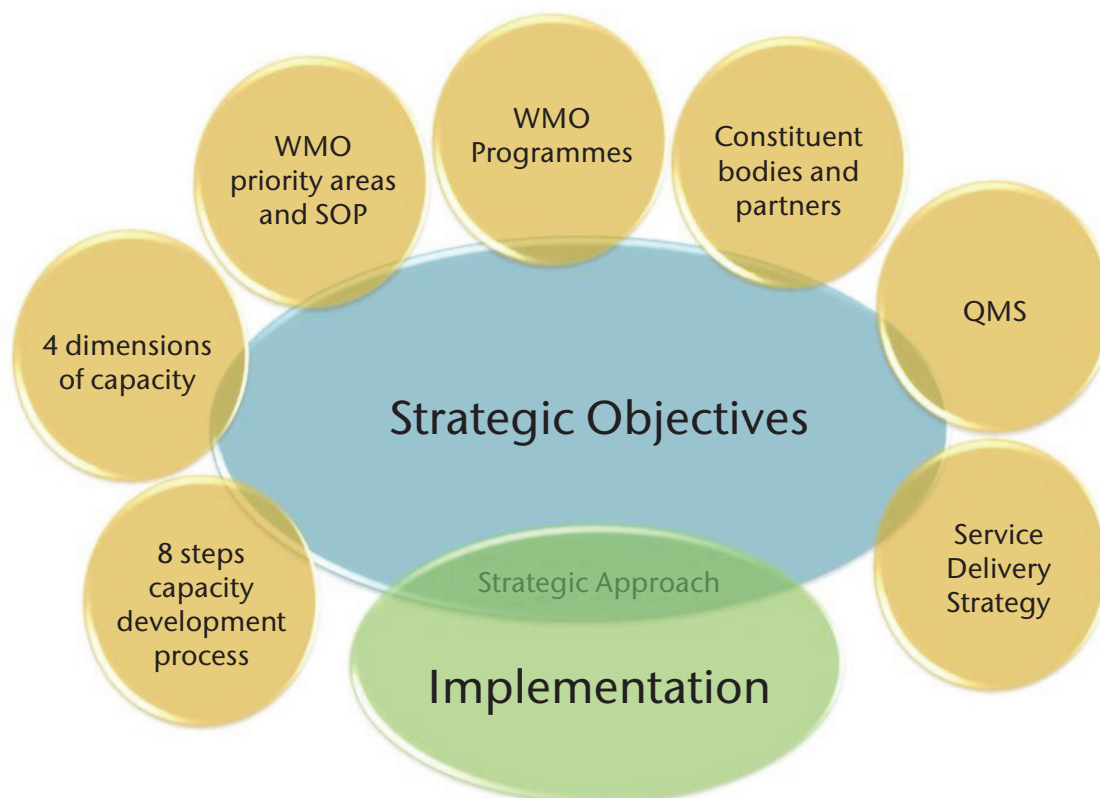 WMO
Programmes
WMO
priority areas
and SOP
Constituent
bodies and
partners
4 dimensions
of capacity
QMS
Strategic Objectives
8 steps
capacity
development
process
Strategic Approach
Service
Delivery
Strategy
Implementation